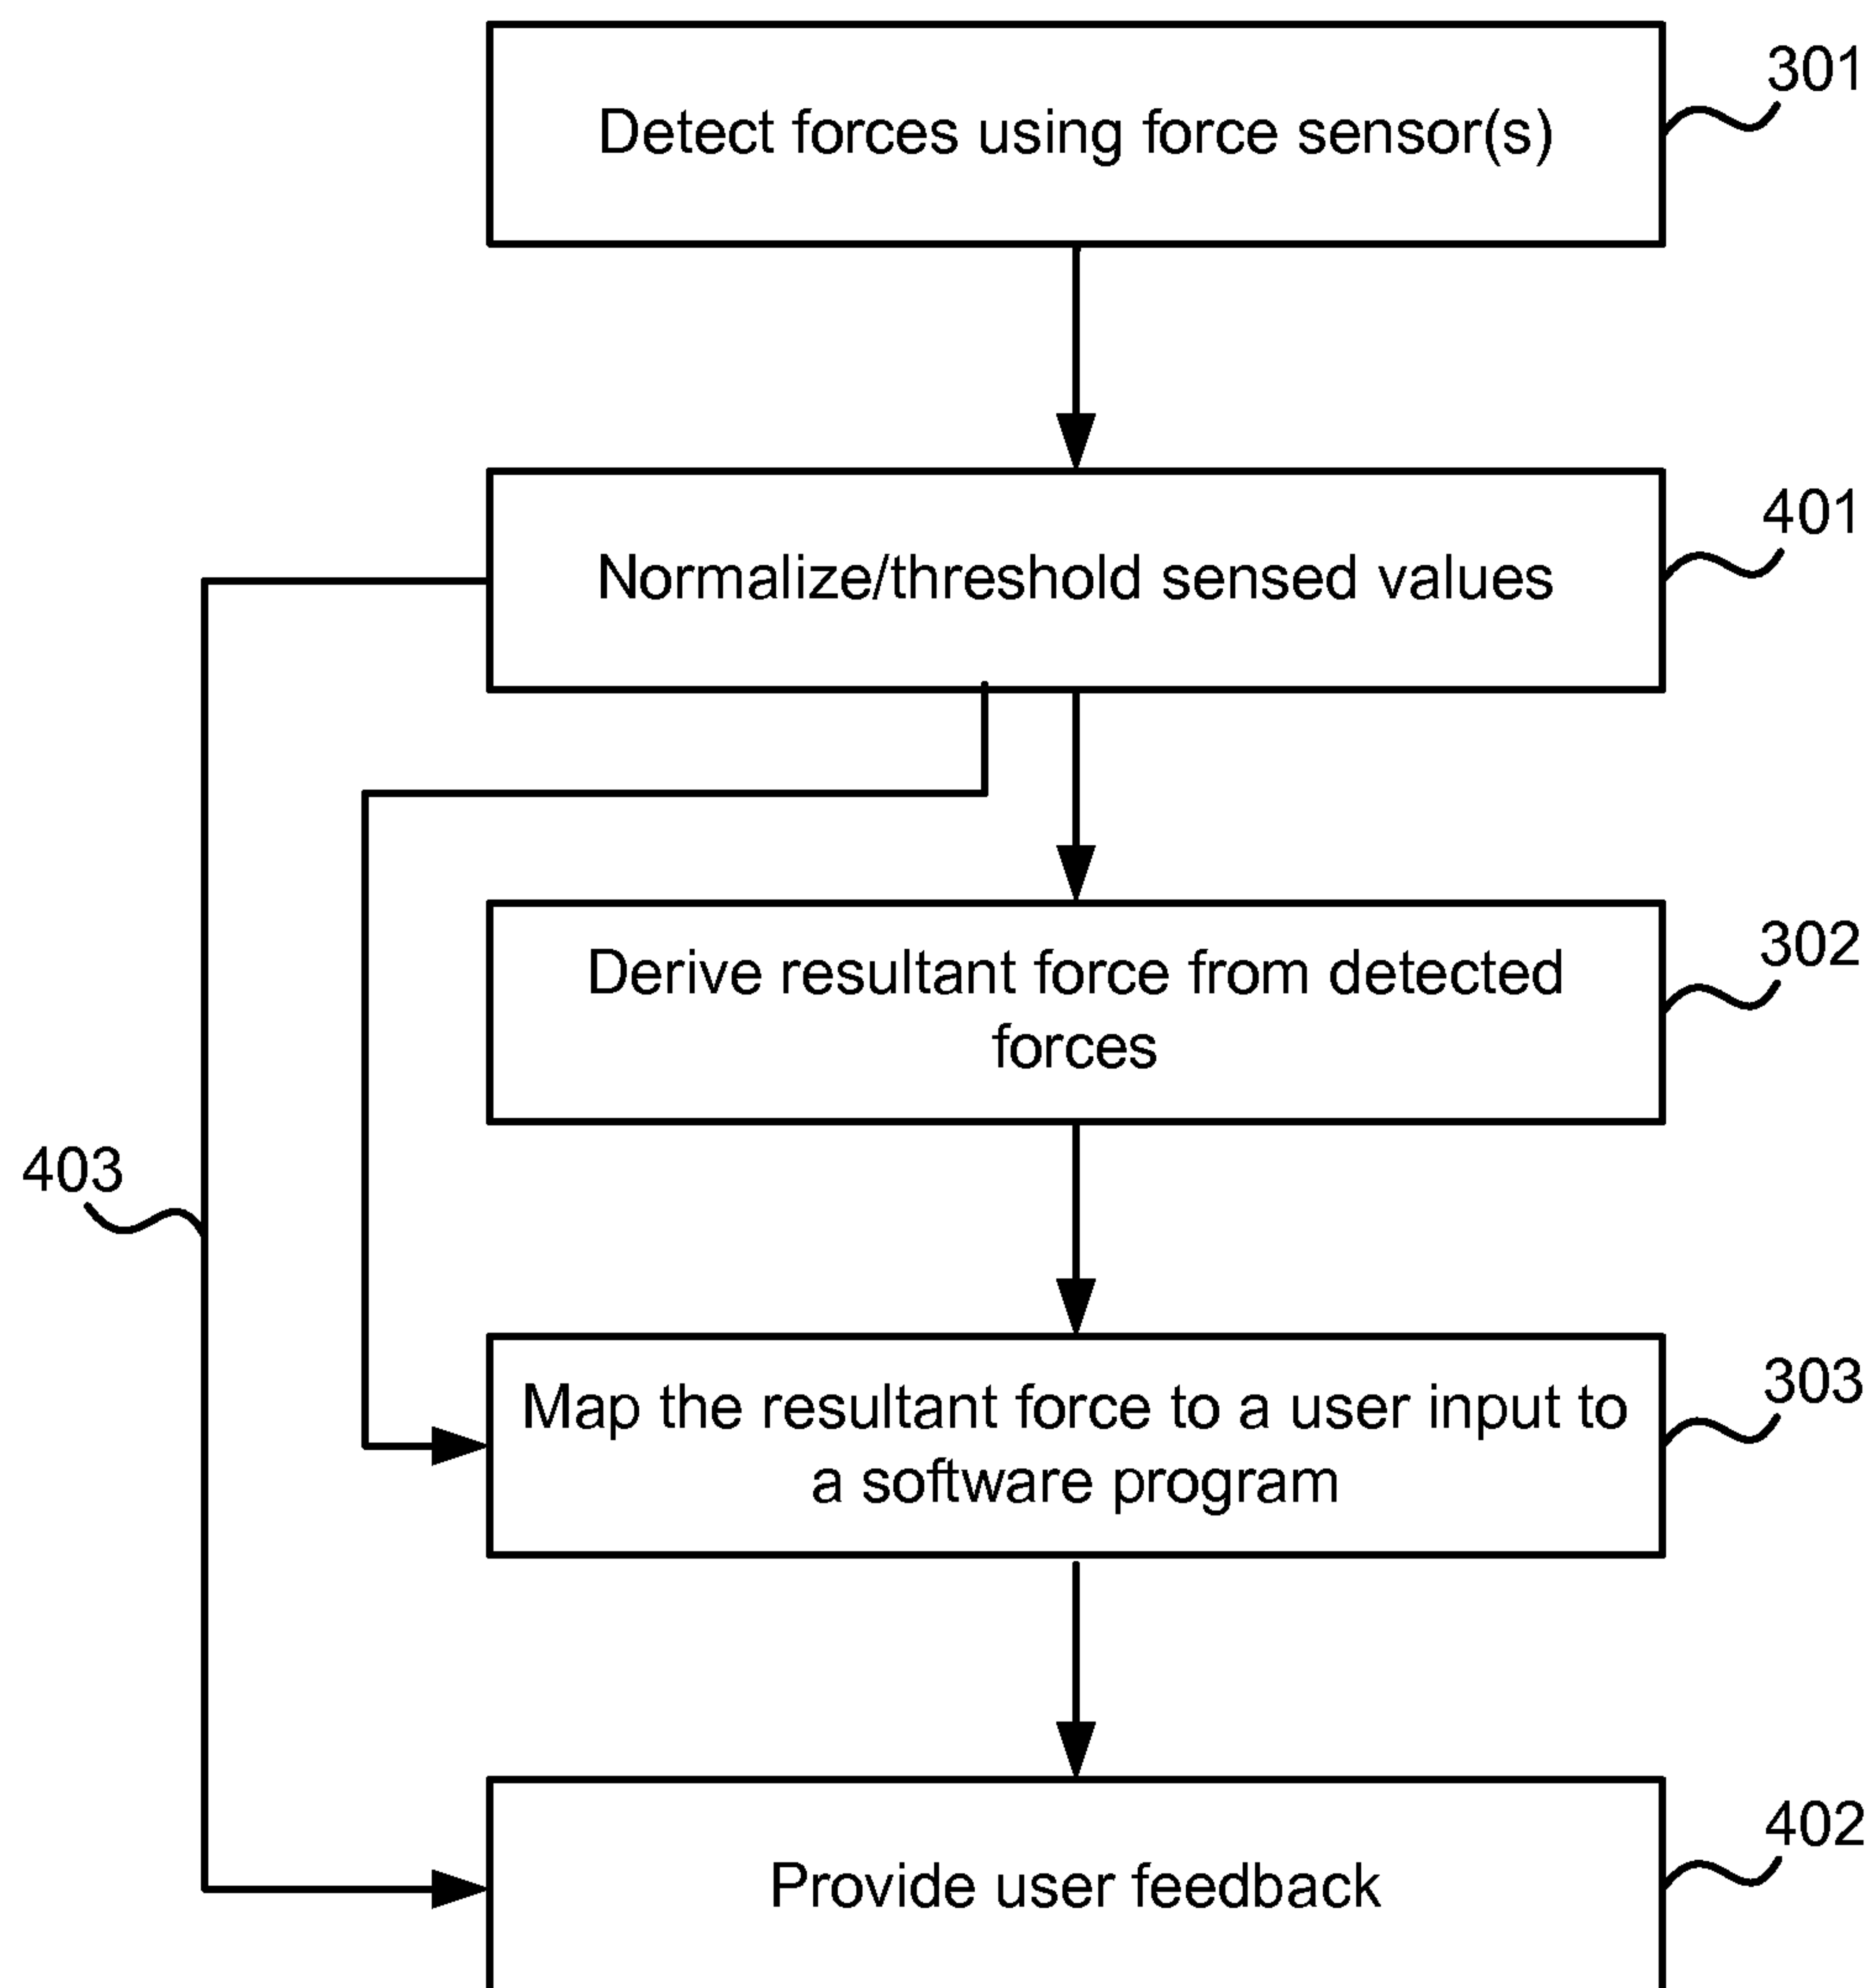 Detect forces using force sensor(s)
301
Normalize/threshold sensed values
401
Derive resultant force from detected
forces
302
403
Map the resultant force to a user input to
a software program
303
Provide user feedback
402